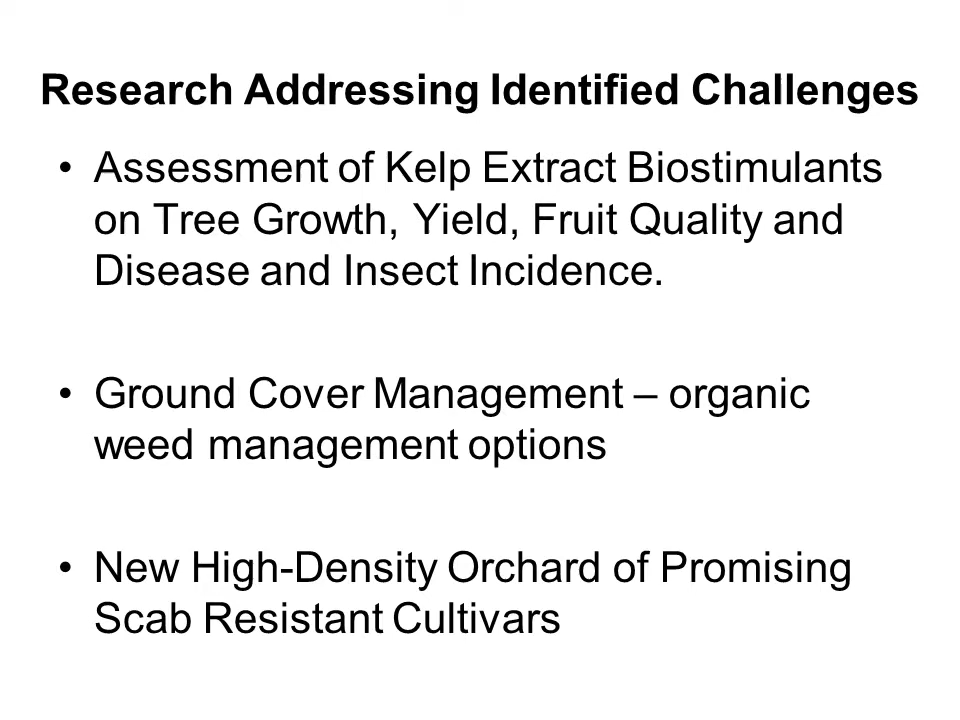 Research Addressing Identified Challenges
• Assessment of Kelp Extract Biostimulants
on Tree Growth, Yield, Fruit Quality and
Disease and Insect Incidence.
• Ground Cover Management – organic
weed management options
• New High-Density Orchard of Promising
Scab Resistant Cultivars